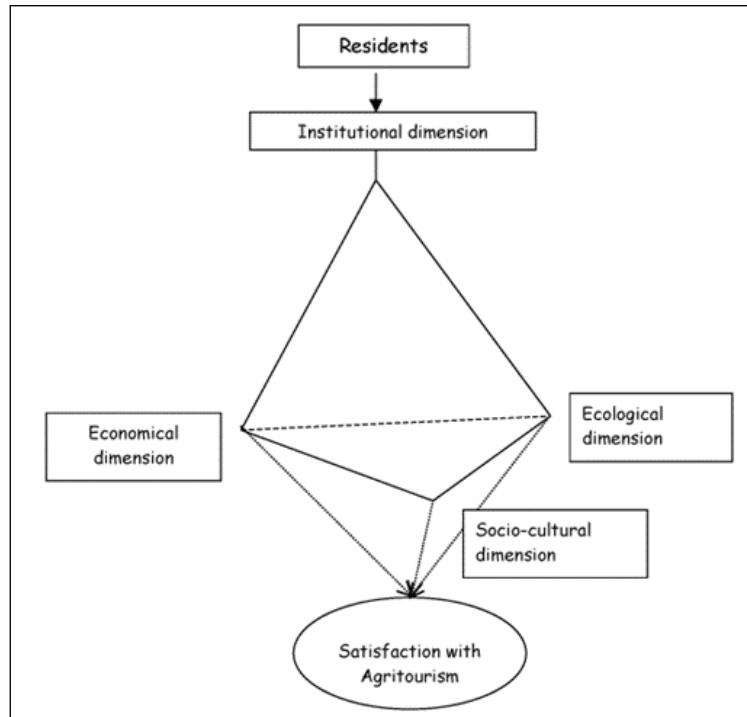 Residents
Institutional dimension
Economical
dimension
Ecological
dimension
Socio-cultural
dimension
Satisfaction with
Agritourism